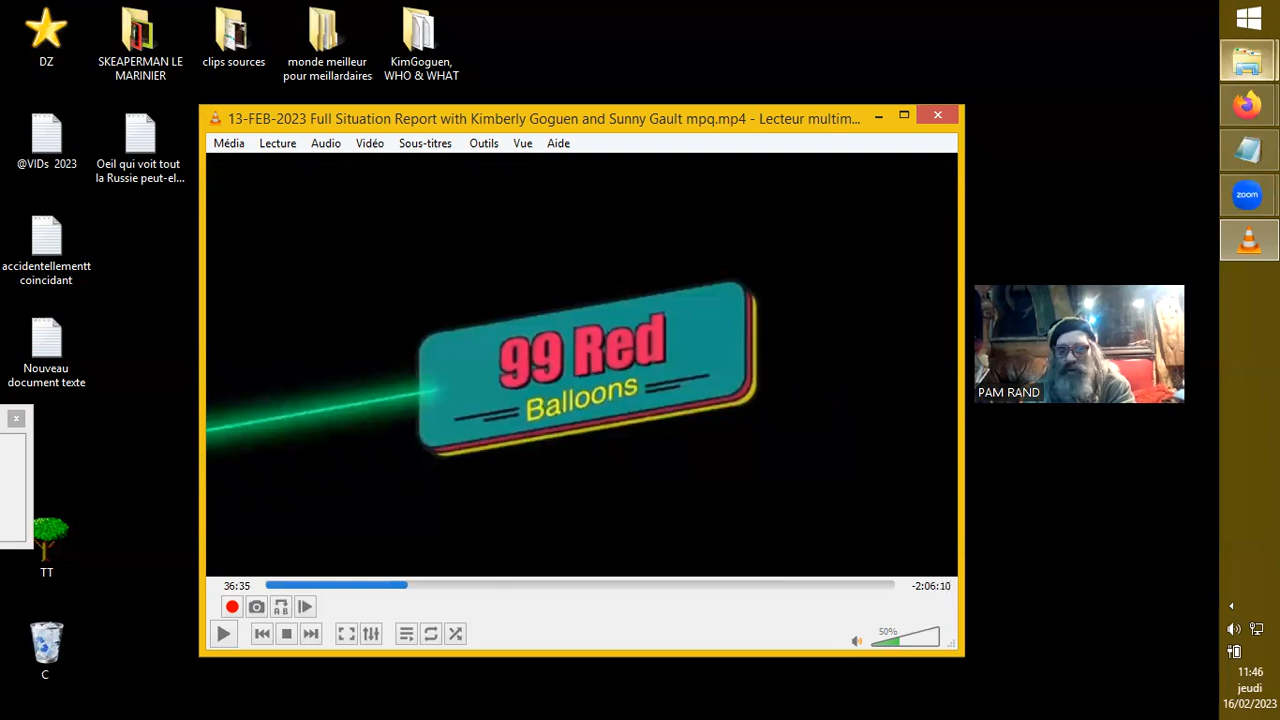 DZ
SKEAPERMAN LE
MARINIER
clips sources
monde meilleur
pour meillardaires
KimGoguen,
WHO & WHAT
@VIDs 2023
Oeil qui voit tout
la Russie peut-el...
accidentellementt
coincidant
Nouveau
document texte
x
TT
C
13-FEB-2023 Full Situation Report with Kimberly Goguen and Sunny Gault mpq.mp4 - Lecteur multim...
Média Lecture Audio Vidéo Sous-titres Outils Vue Aide
99 Red
Balloons
36:35
-2:06:10
A B
50%
PAM RAND
zoom
11:46
jeudi
16/02/2023